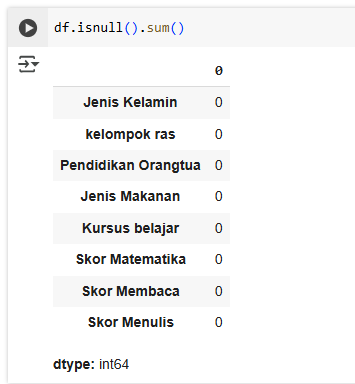 df.isnull().sum()
0
Jenis Kelamin 0
kelompok ras 0
Pendidikan Orangtua 0
Jenis Makanan 0
Kursus belajar 0
Skor Matematika 0
Skor Membaca 0
Skor Menulis 0
dtype: int64